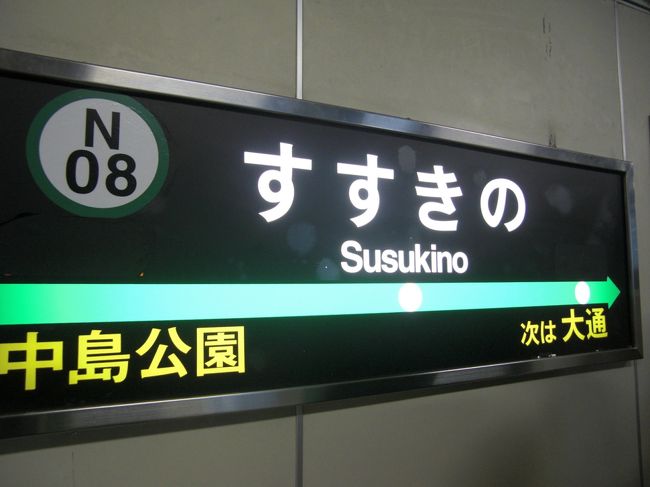 N
08
すすきの
Susukino
中島公園
次は 大通